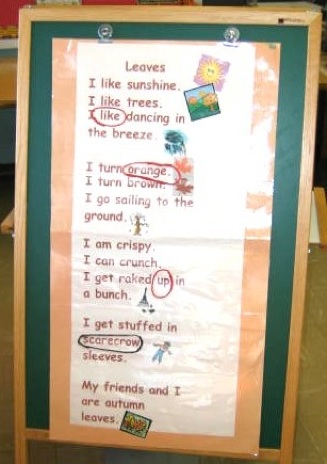 Leaves
I like sunshine.
I like trees.
I like dancing in
the breeze.
I turn orange.
I turn brown.
I go sailing to the
ground.
I am crispy.
I can crunch.
I get raked up in
a bunch.
I get stuffed in
scarecrow
sleeves.
My friends and I
are autumn
leaves.